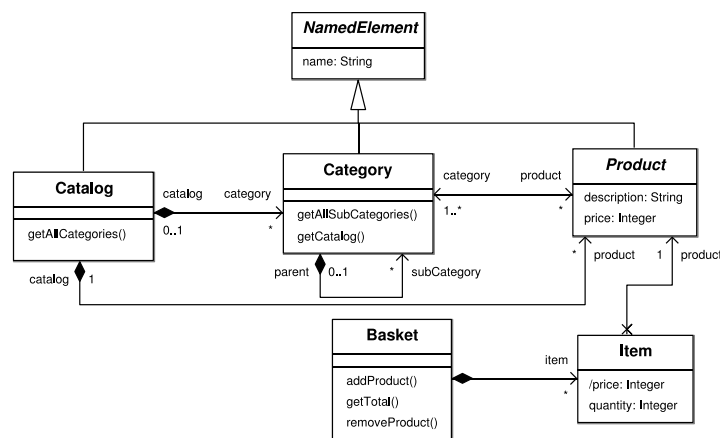 NamedElement
name: String
Catalog
getAllCategories()
catalog
category
0..1
*
Category
getAllSubCategories()
getCatalog()
category
product
1..*
*
Product
description: String
price: Integer
catalog
1
parent
0..1
*
subCategory
*
product
1
product
Basket
addProduct()
getTotal()
removeProduct()
item
*
Item
/price: Integer
quantity: Integer